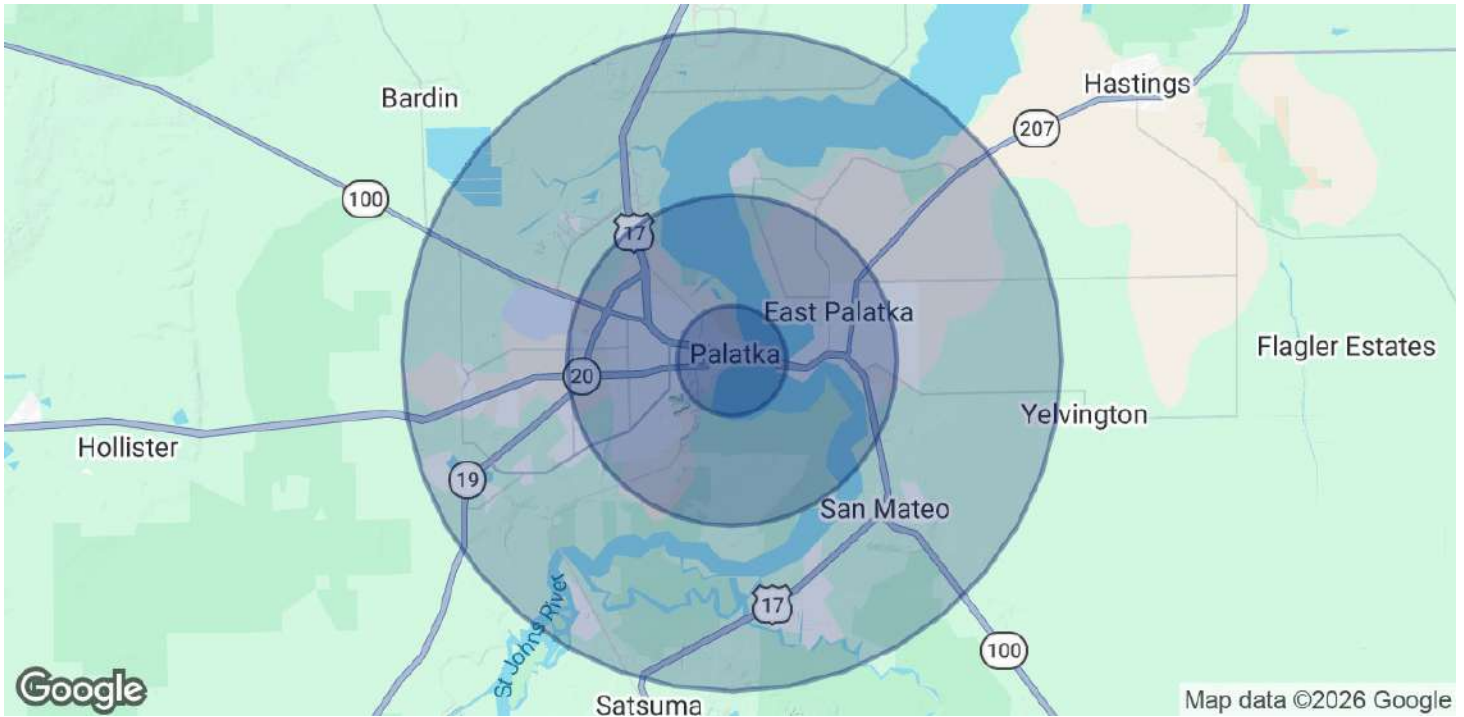 Bardin
Hastings
207
100
17
East Palatka
Palatka
Flagler Estates
20
Yelvington
Hollister
19
San Mateo
17
St Johns River
100
Satsuma
Google
Map data ©2026 Google